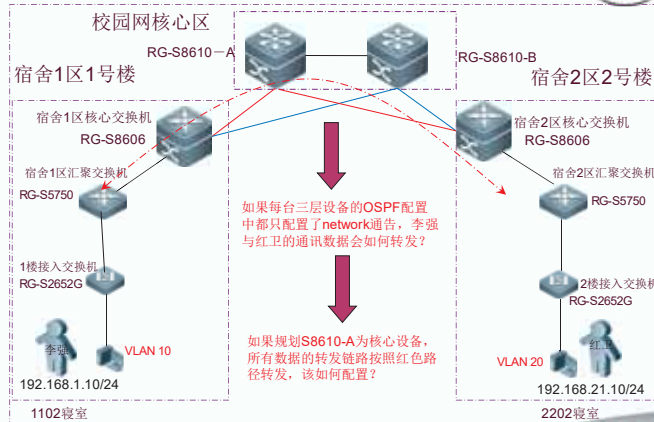 校园网核心区
RG-S8610－A
RG-S8610-B
宿舍1区1号楼
宿舍2区2号楼
宿舍1区核心交换机
RG-S8606
宿舍2区核心交换机
RG-S8606
宿舍1区汇聚交换机
RG-S5750
宿舍2区汇聚交换机
RG-S5750
如果每台三层设备的OSPF配置
中都只配置了network通告，李强
与红卫的通讯数据会如何转发？
1楼接入交换机
RG-S2652G
2楼接入交换机
RG-S2652G
如果规划S8610-A为核心设备，
所有数据的转发链路按照红色路
径转发，该如何配置？
李强
VLAN 10
VLAN 20
红卫
192.168.1.10/24
192.168.21.10/24
1102寝室
2202寝室